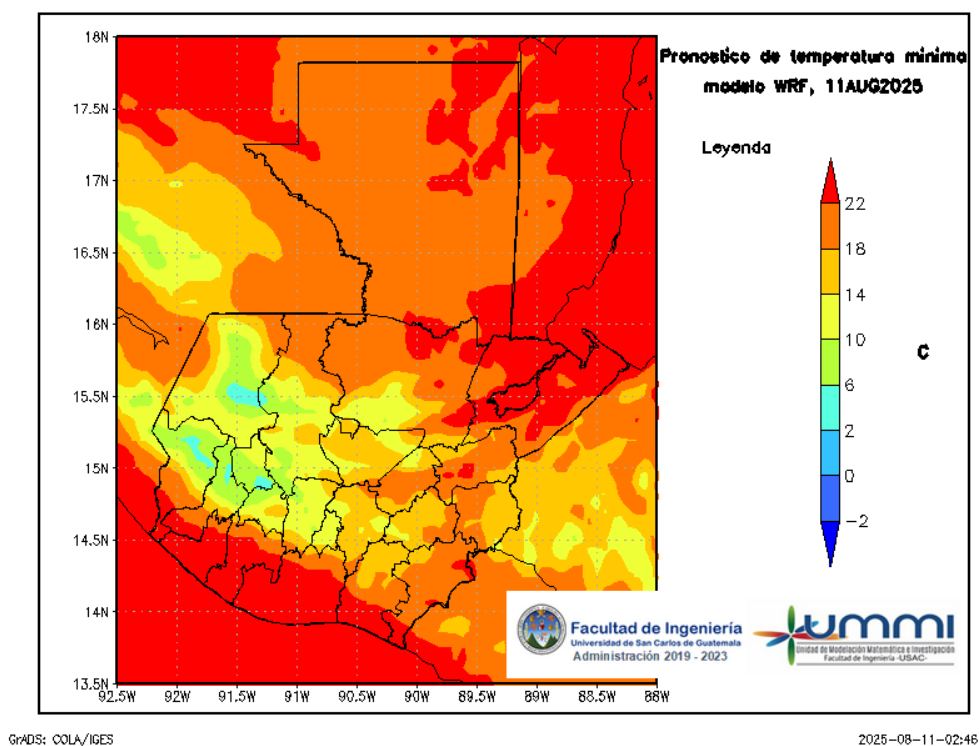 Pronostico de temperatura minima
modelo WRF, 11AUG2025
Leyenda
22
18
14
10
6
2
0
−2
C
18N
17.5N
17N
16.5N
16N
15.5N
15N
14.5N
14N
13.5N
92.5W
92W
91.5W
91W
90.5W
90W
89.5W
89W
88.5W
88W
Facultad de Ingeniería
Universidad de San Carlos de Guatemala
Administración 2019 - 2023
ummi
Unidad de Modelación Matemática e Investigación
Facultad de Ingeniería -USAC-
GrADS: COLA/IGES
2025-08-11-02:46